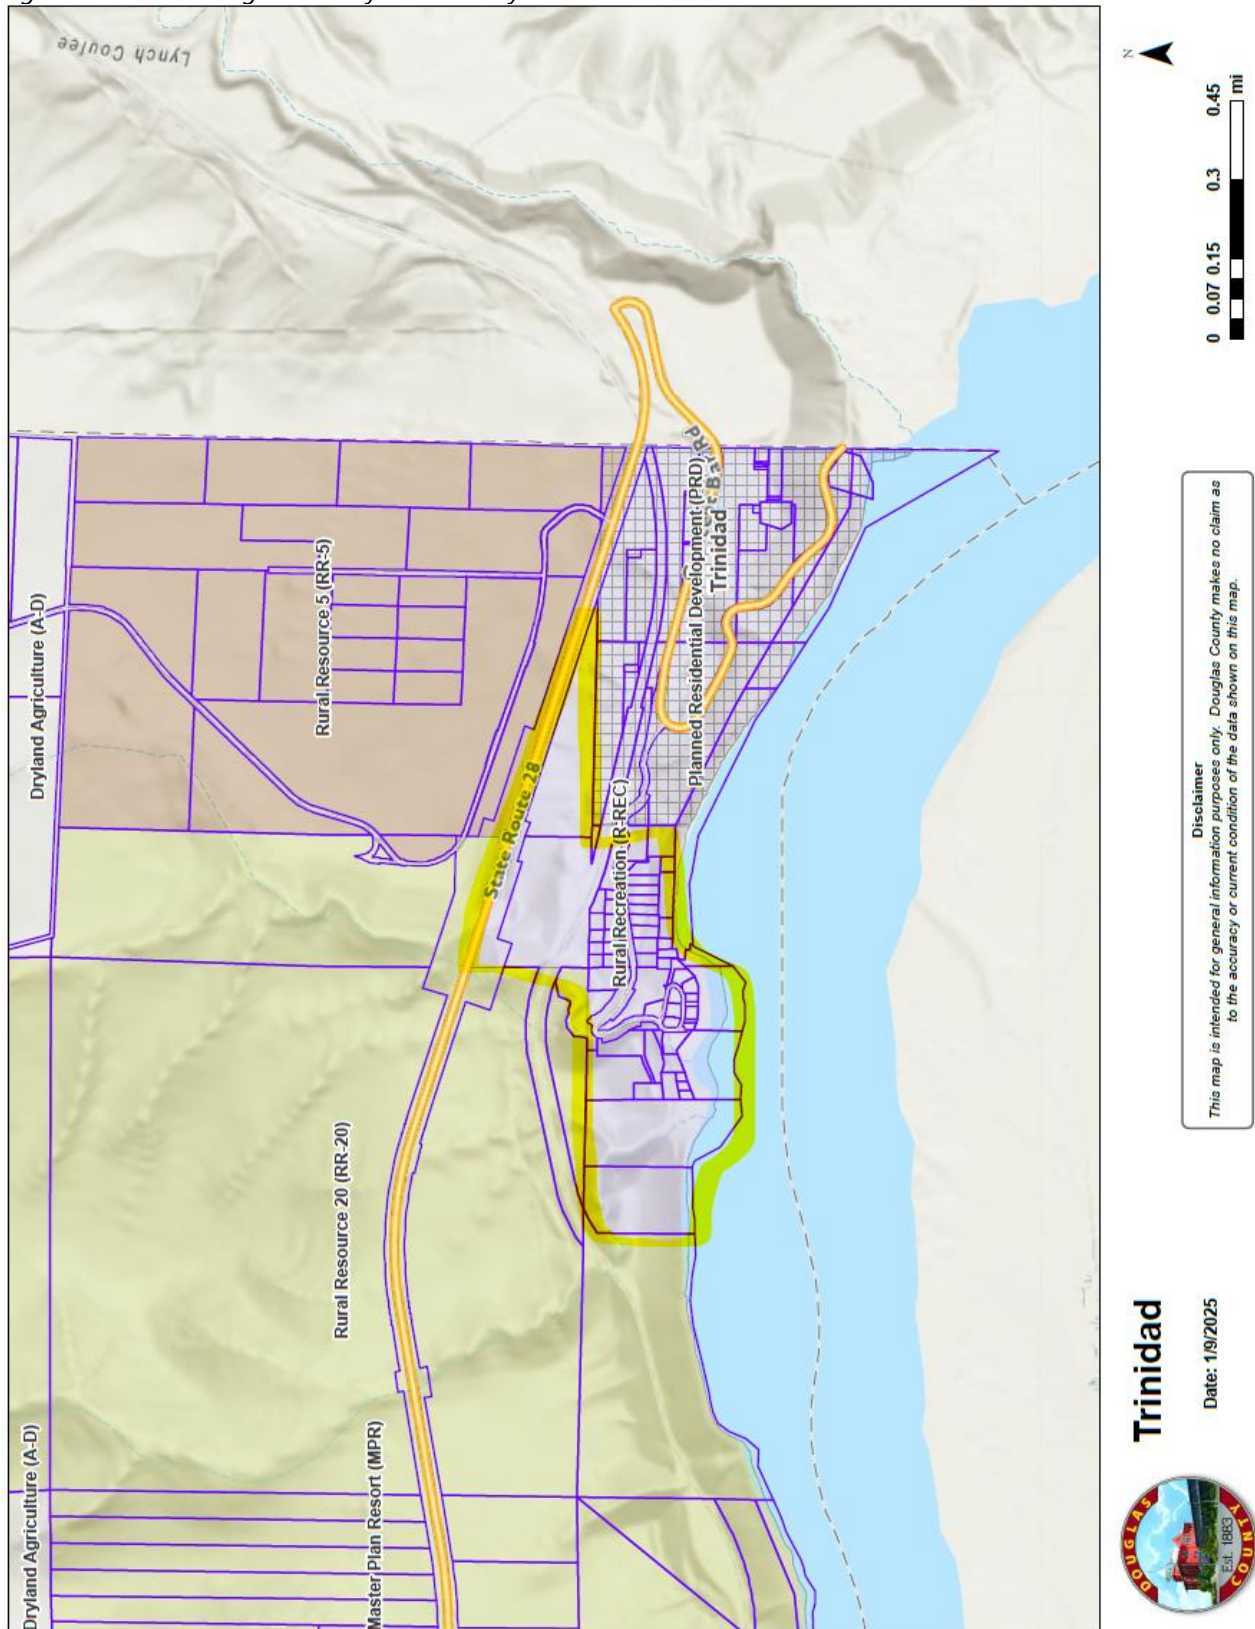 Lynch Coulee
Dryland Agriculture (A-D)
Rural Resource 5 (RR-5)
State Route 28
Planned Residential Development (PRD)
Trinidad
Rural Recreation (R-REC)
Rural Resource 20 (RR-20)
Dryland Agriculture (A-D)
Master Plan Resort (MPR)
N
0 0.07 0.15 0.3 0.45
mi
Disclaimer
This map is intended for general information purposes only. Douglas County makes no claim as
to the accuracy or current condition of the data shown on this map.
Trinidad
Date: 1/9/2025
DOUGLAS
COUNTY
Est. 1883